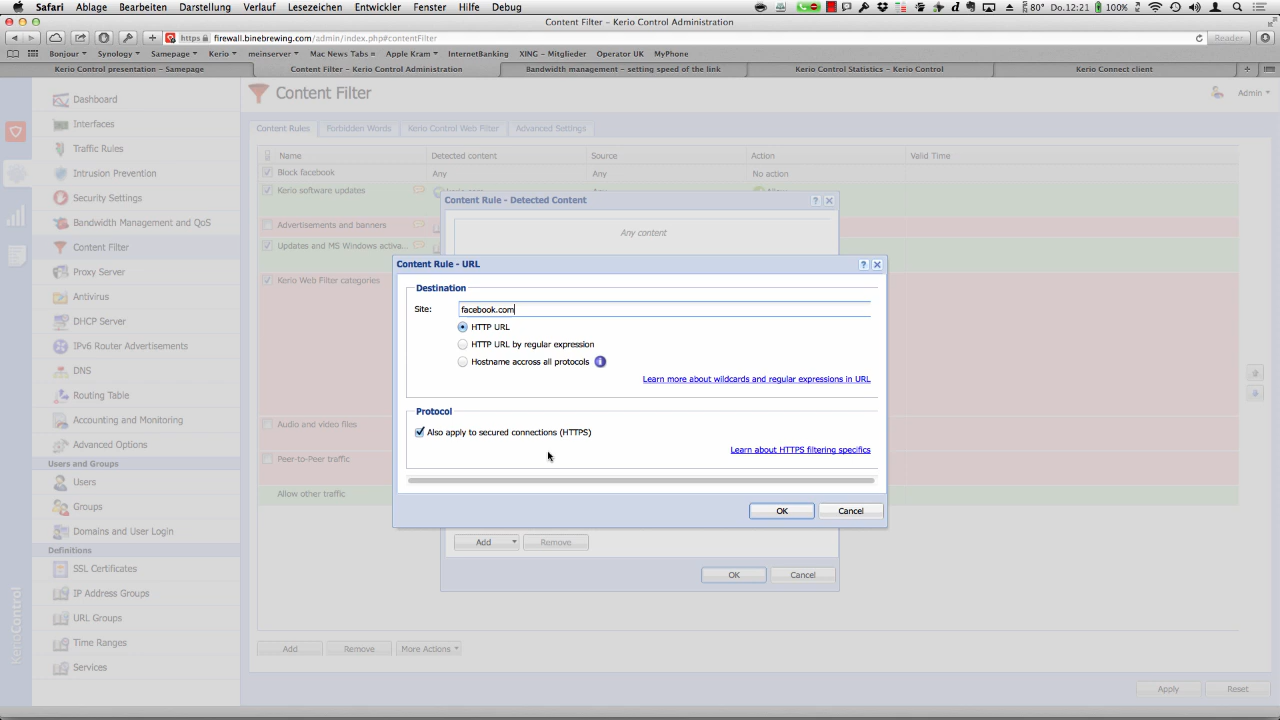 Safari Ablage Bearbeiten Darstellung Verlauf Lesezeichen Entwickler Fenster Hilfe Debug 80° Do.12:21 100%
Content Filter – Kerio Control Administration
https firewall.binebrewing.com/admin/index.php#contentFilter Reader
Bonjour Synology Samepage Kerio meinserver Mac News Tabs Apple Kram InternetBanking XING – Mitglieder Operator UK MyPhone
Kerio Control presentation – Samepage Content Filter – Kerio Control Administration Bandwidth management – setting speed of the link Kerio Control Statistics – Kerio Control Kerio Connect client
Dashboard
Interfaces
Traffic Rules
Intrusion Prevention
Security Settings
Bandwidth Management and QoS
Content Filter
Proxy Server
Antivirus
DHCP Server
IPv6 Router Advertisements
DNS
Routing Table
Accounting and Monitoring
Advanced Options
Users and Groups
Users
Groups
Domains and User Login
Definitions
SSL Certificates
IP Address Groups
URL Groups
Time Ranges
Services
KerioControl
Content Filter
Admin
Content Rules Forbidden Words Kerio Control Web Filter Advanced Settings
Name Detected content Source Action Valid Time
Block facebook Any Any No action
Kerio software updates
Advertisements and banners
Updates and MS Windows activa...
Kerio Web Filter categories
Audio and video files
Peer-to-Peer traffic
Allow other traffic
Content Rule - Detected Content
Any content
Content Rule - URL
Destination
Site: facebook.com
HTTP URL
HTTP URL by regular expression
Hostname accross all protocols
Learn more about wildcards and regular expressions in URL
Protocol
Also apply to secured connections (HTTPS)
Learn about HTTPS filtering specifics
OK Cancel
Add Remove
OK Cancel
Add Remove More Actions
Apply Reset